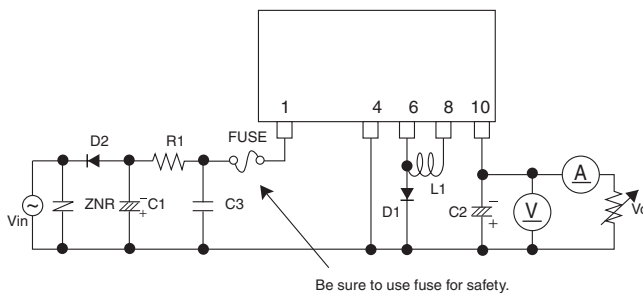 1 4 6 8 10
D2 R1 FUSE
Vin ZNR − + C1 C3 D1 L1 C2 − + V A
Be sure to use fuse for safety.